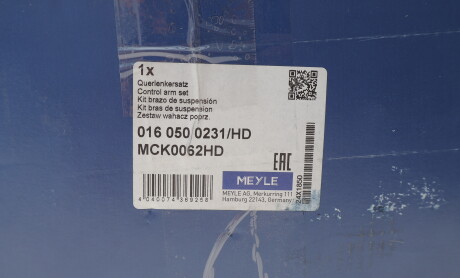 1x
Querlenkersatz
Control arm set
Kit brazo de suspensión
Kit bras de suspension
Zestaw wahacz poprz.
016 050 0231/HD
MCK0062HD
EAC
MEYLE
MEYLE AG, Merkurring 111
Hamburg 22143, Germany
24X1850